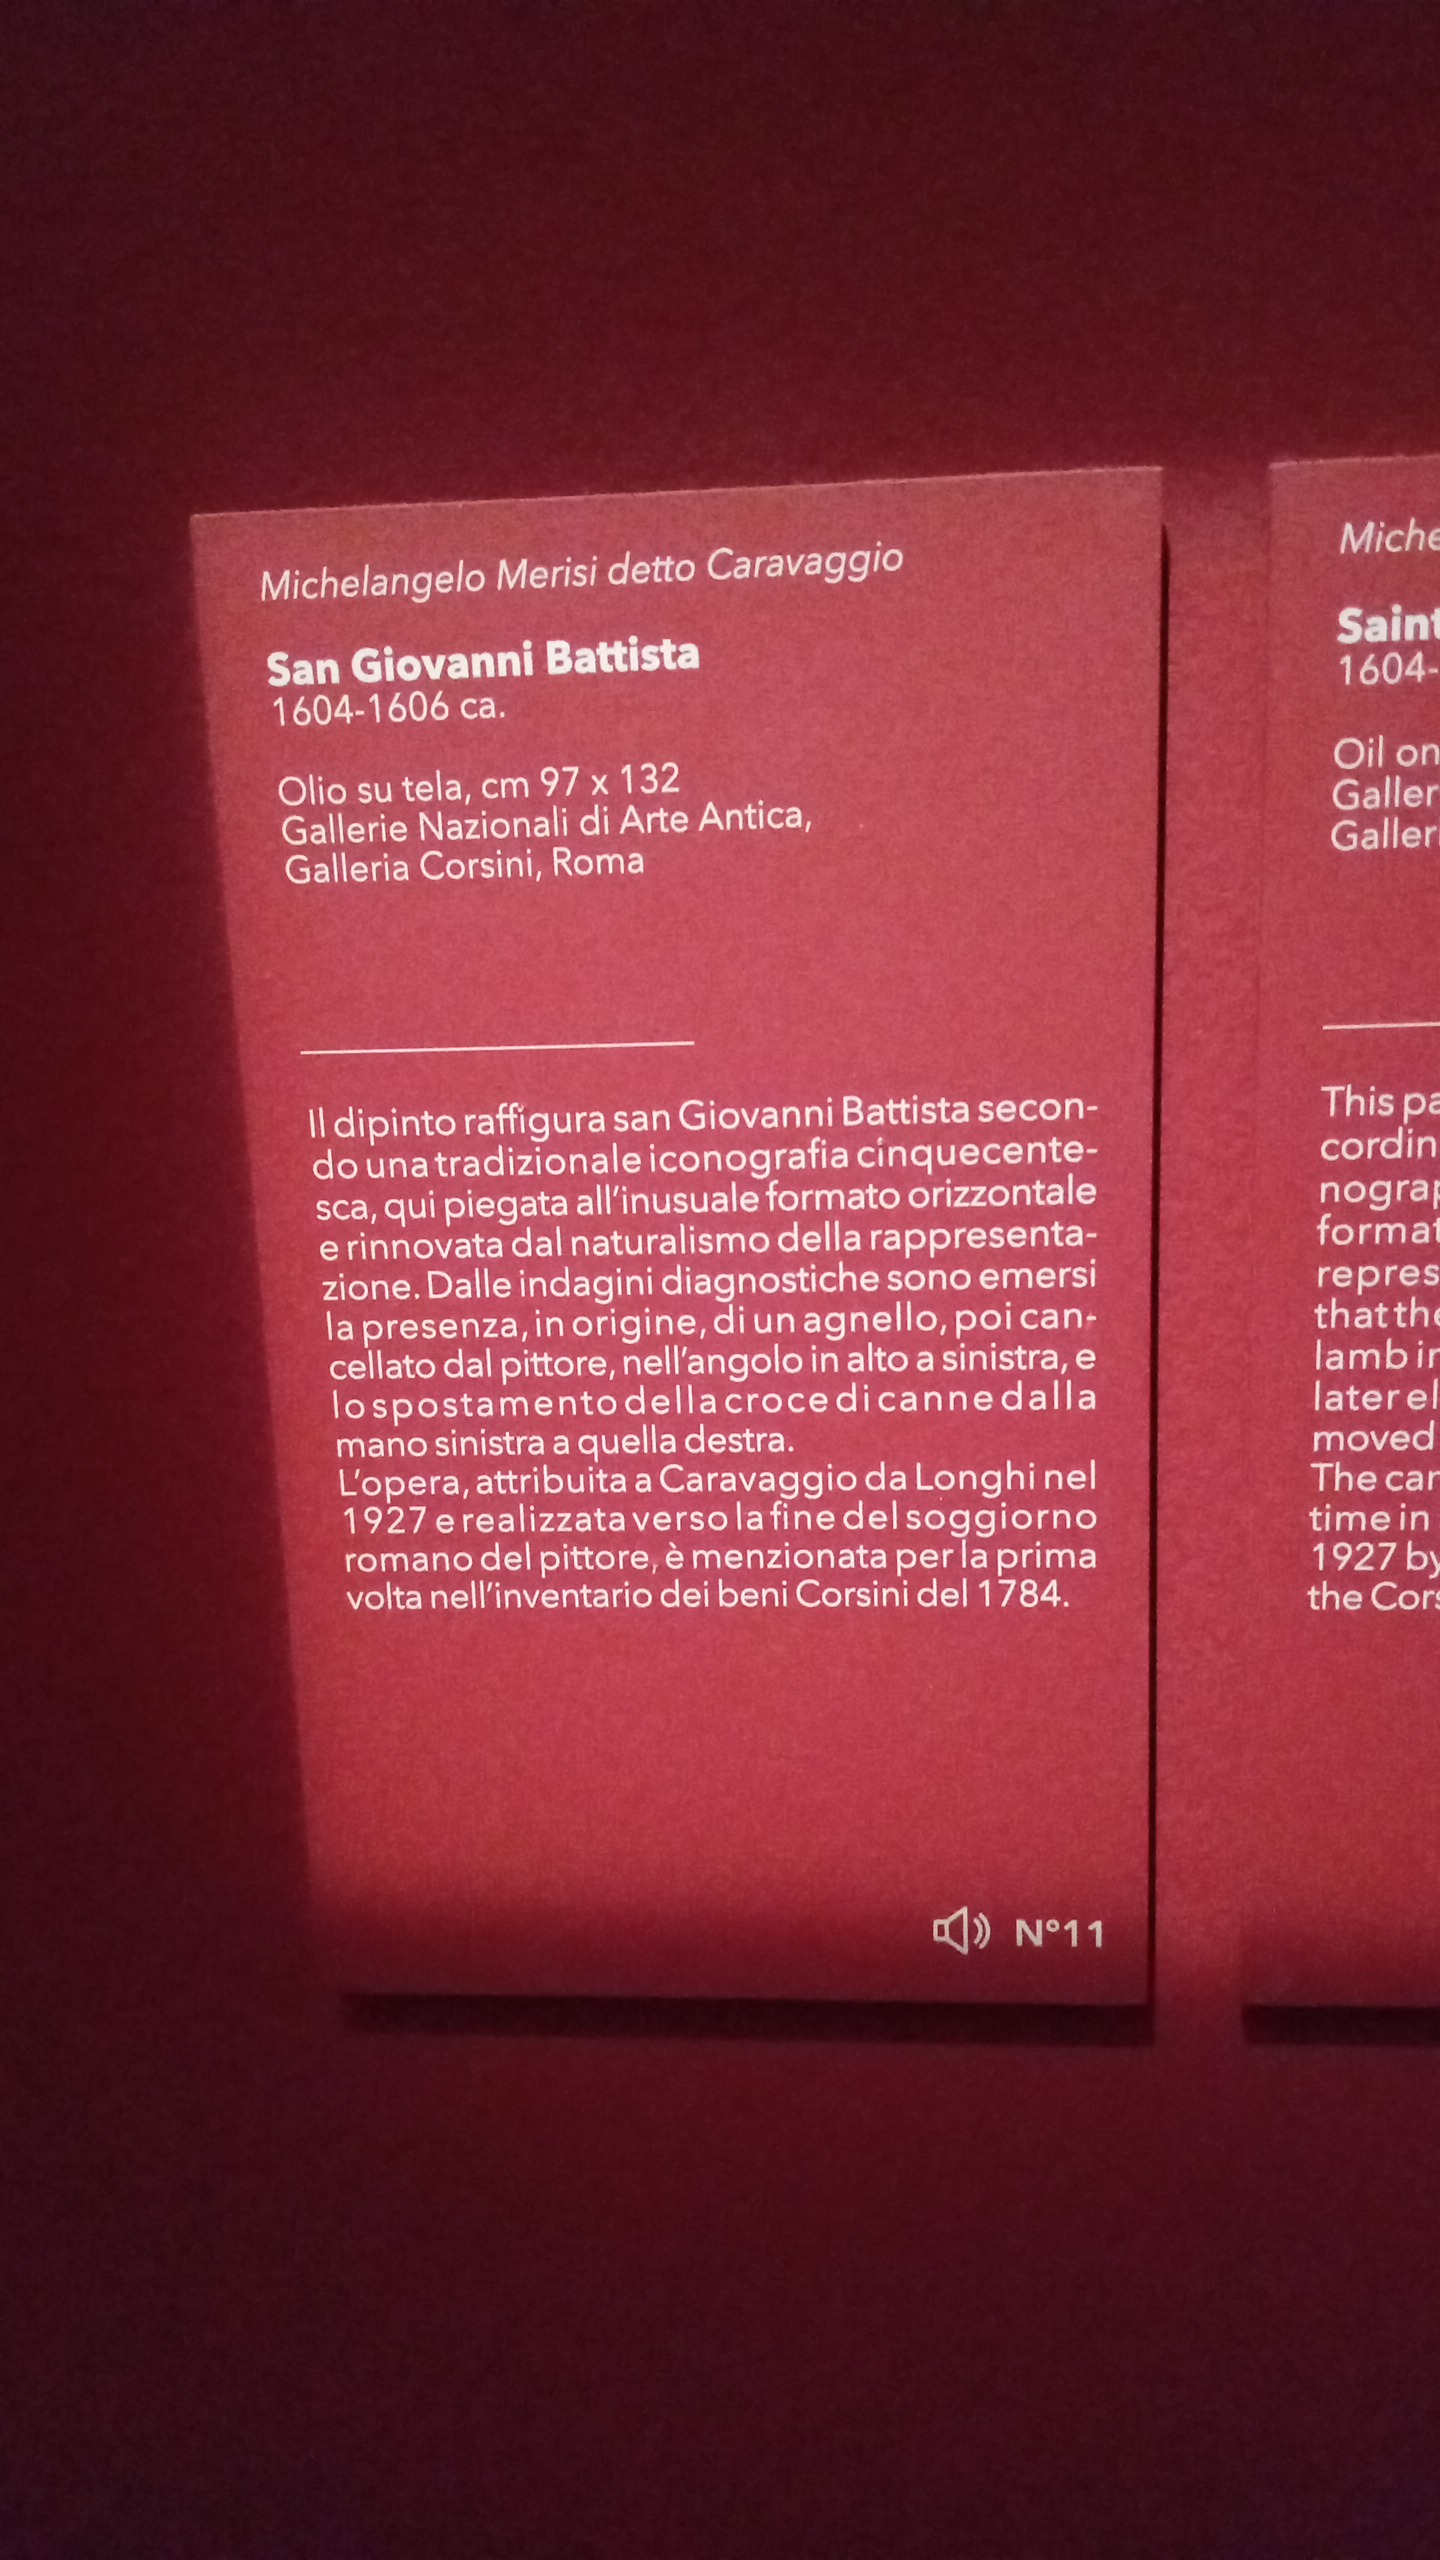 Michelangelo Merisi detto Caravaggio
San Giovanni Battista
1604-1606 ca.
Olio su tela, cm 97 x 132
Gallerie Nazionali di Arte Antica,
Galleria Corsini, Roma
Il dipinto raffigura san Giovanni Battista secon-
do una tradizionale iconografia cinquecente-
sca, qui piegata all'inusuale formato orizzontale
e rinnovata dal naturalismo della rappresenta-
zione. Dalle indagini diagnostiche sono emersi
la presenza, in origine, di un agnello, poi can-
cellato dal pittore, nell'angolo in alto a sinistra, e
lo spostamento della croce di canne dalla
mano sinistra a quella destra.
L'opera, attribuita a Caravaggio da Longhi nel
1927 e realizzata verso la fine del soggiorno
romano del pittore, è menzionata per la prima
volta nell'inventario dei beni Corsini del 1784.
N°11
Saint
1604-
Oil on
This
that
lamb
later
moved
The
time in
1927 by
the